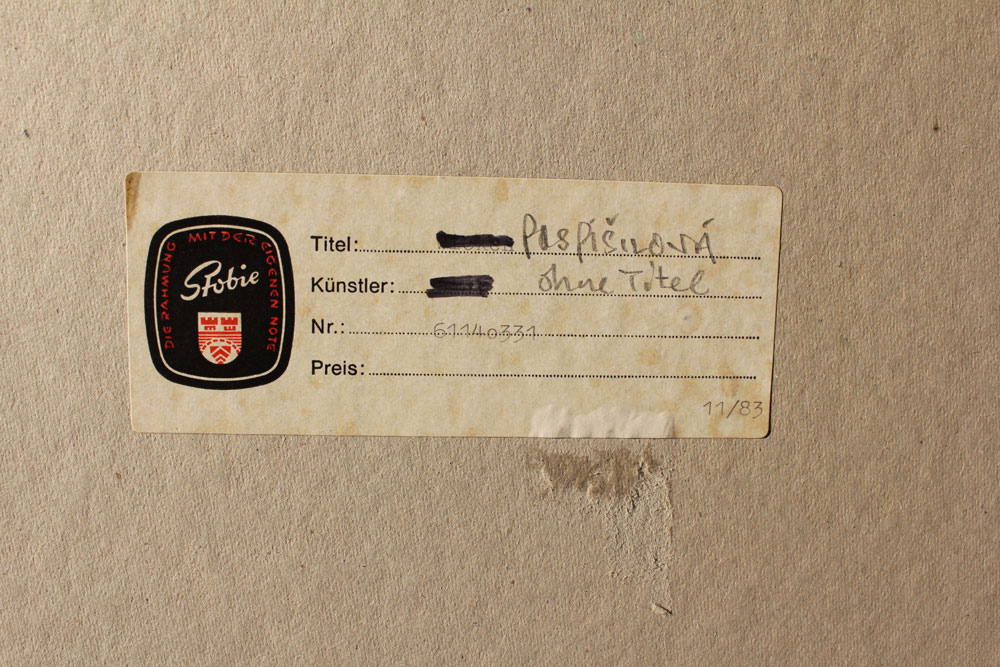 DIE RAHMUNG MIT DER EIGENEN NOTE
Stobie
Titel: Pospíšilová
Künstler: ohne Titel
Nr.: 61140331
Preis:
11/83